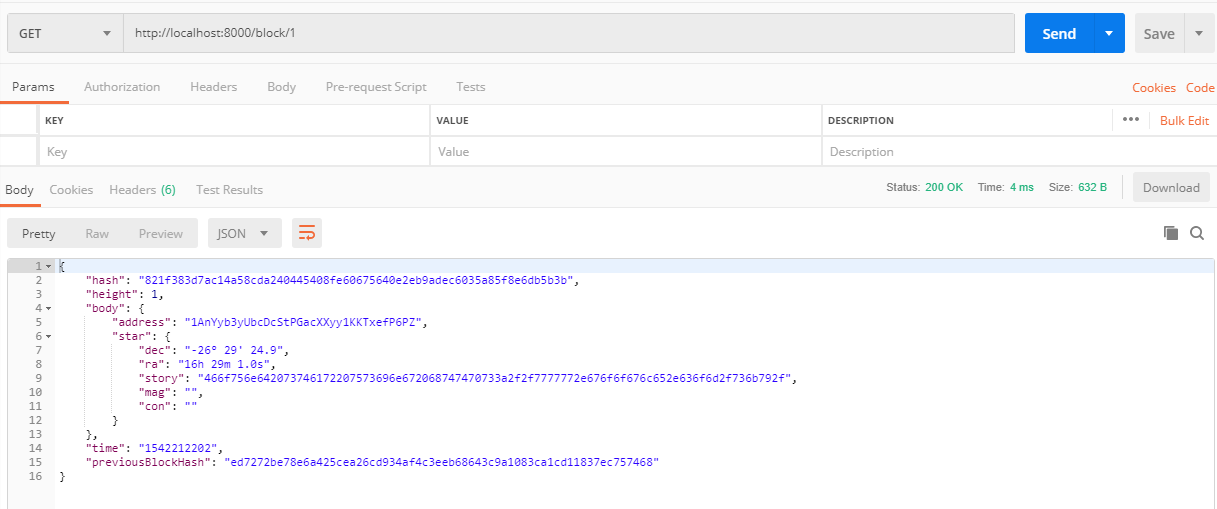 GET http://localhost:8000/block/1 Send Save
Params Authorization Headers Body Pre-request Script Tests Cookies Code
KEY VALUE DESCRIPTION ••• Bulk Edit
Key Value Description
Body Cookies Headers (6) Test Results Status: 200 OK Time: 4 ms Size: 632 B Download
Pretty Raw Preview JSON
1 {
2 "hash": "821f383d7ac14a58cda240445408fe60675640e2eb9adec6035a85f8e6db5b3b",
3 "height": 1,
4 "body": {
5 "address": "1AnYyb3yUbcDcStPGacXXyy1KKTxefP6PZ",
6 "star": {
7 "dec": "-26° 29' 24.9",
8 "ra": "16h 29m 1.0s",
9 "story": "466f756e642073746172207573696e672068747470733a2f2f7777772e676f6f676c652e636f6d2f736b792f",
10 "mag": "",
11 "con": ""
12 }
13 },
14 "time": "1542212202",
15 "previousBlockHash": "ed7272be78e6a425cea26cd934af4c3eeb68643c9a1083ca1cd11837ec757468"
16 }